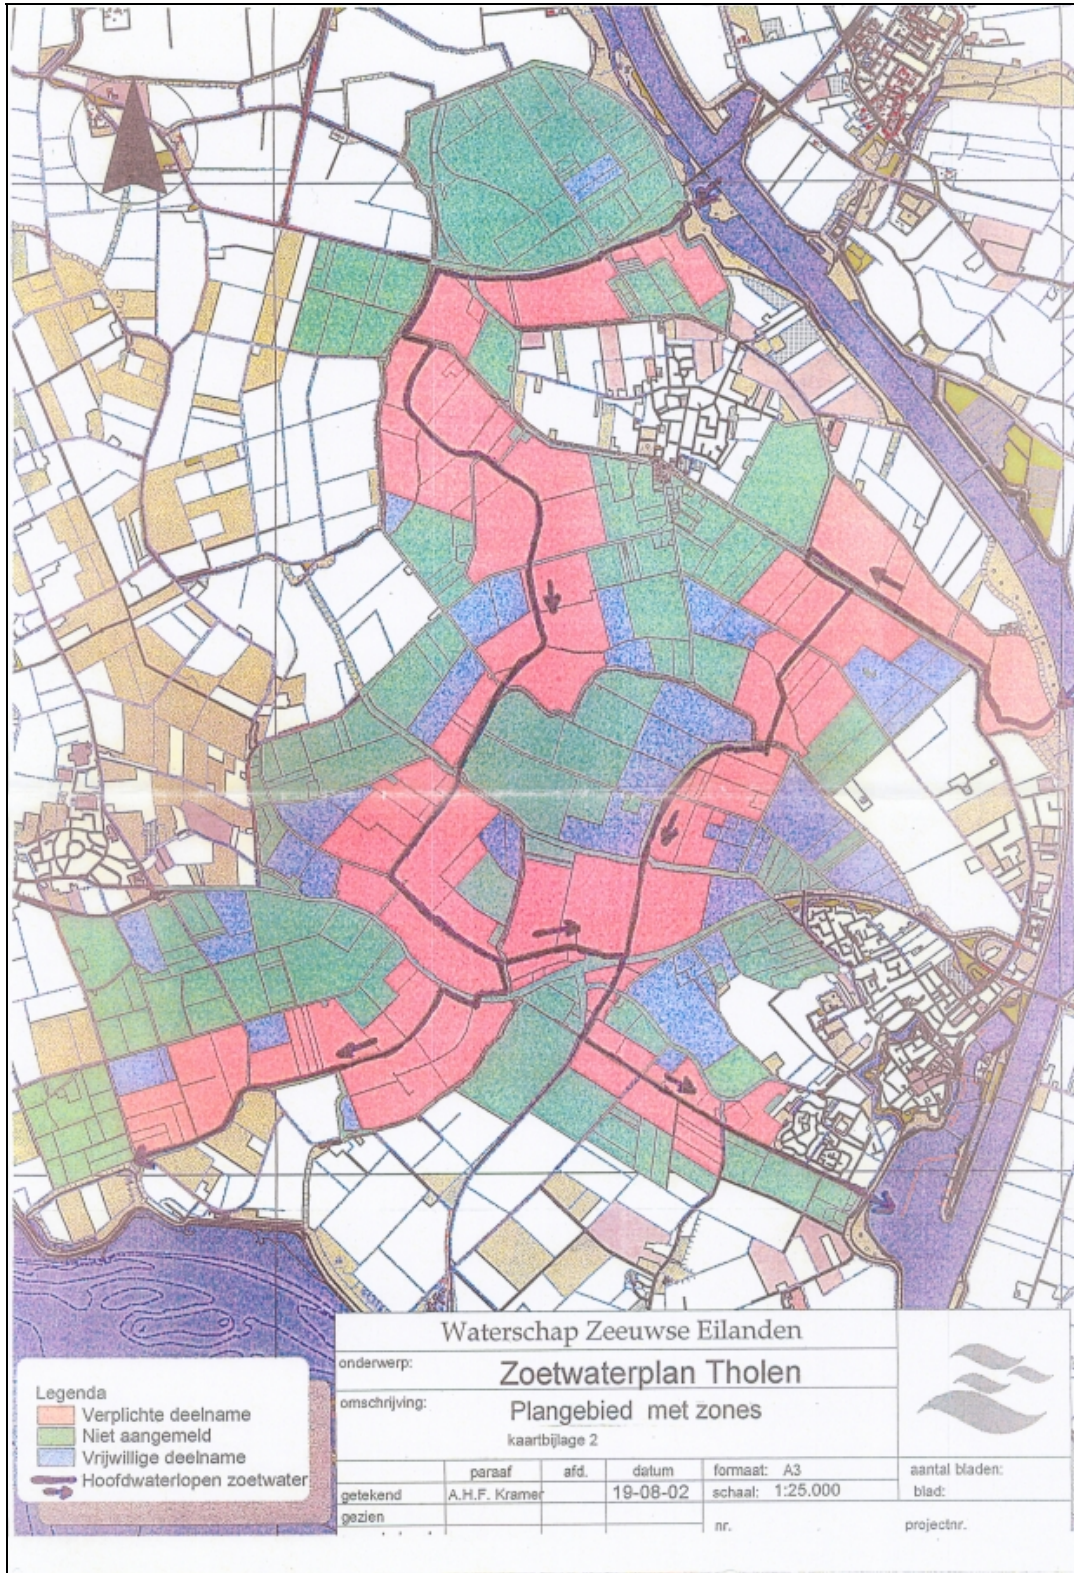 Waterschap Zeeuwse Eilanden
onderwerp:
Zoetwaterplan Tholen
omschrijving:
Plangebied met zones
kaartbijlage 2
paraaf afd. datum formaat: A3 aantal bladen:
getekend A.H.F. Kramer 19-08-02 schaal: 1:25.000 blad:
gezien
nr. projectnr.
Legenda
Verplichte deelname
Niet aangemeld
Vrijwillige deelname
Hoofdwaterlopen zoetwater